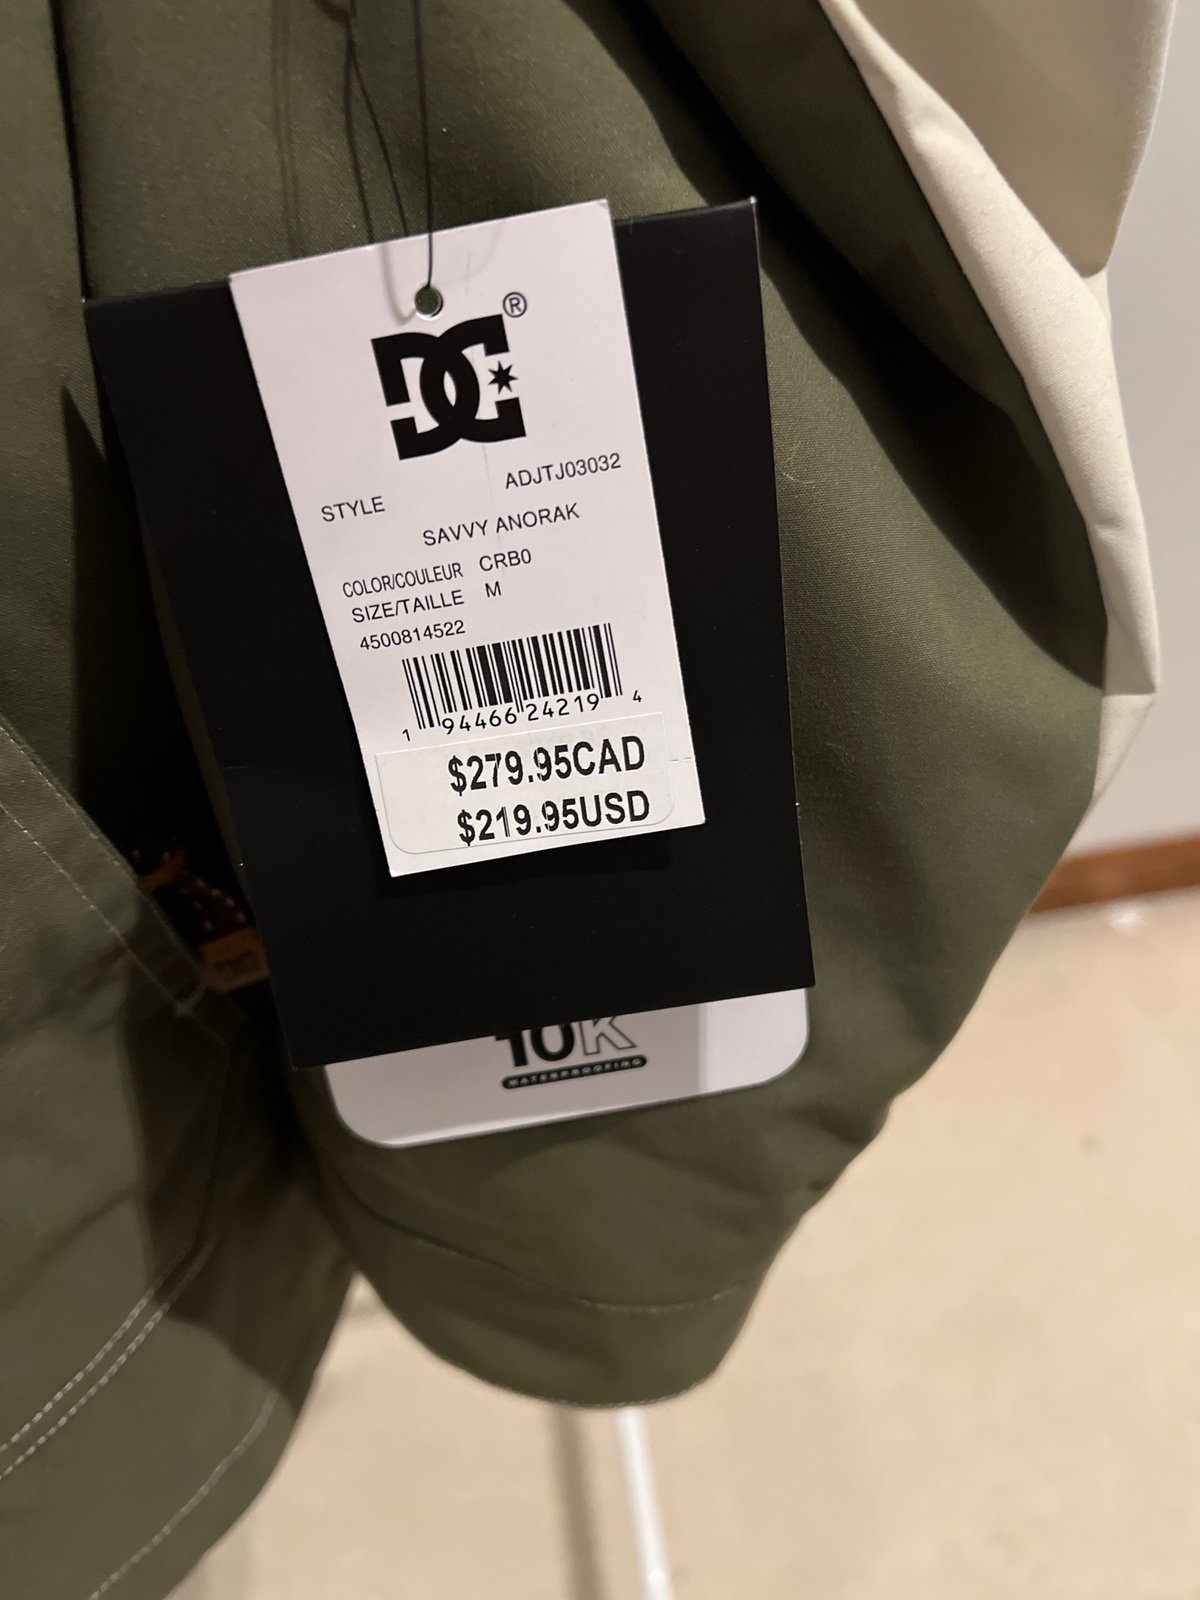 DC®
STYLE ADJTJ03032
SAVVY ANORAK
COLOR/COULEUR CRB0
SIZE/TAILLE M
4500814522
1 94466 24219 4
$279.95CAD
$219.95USD
10K
WATERPROOFING